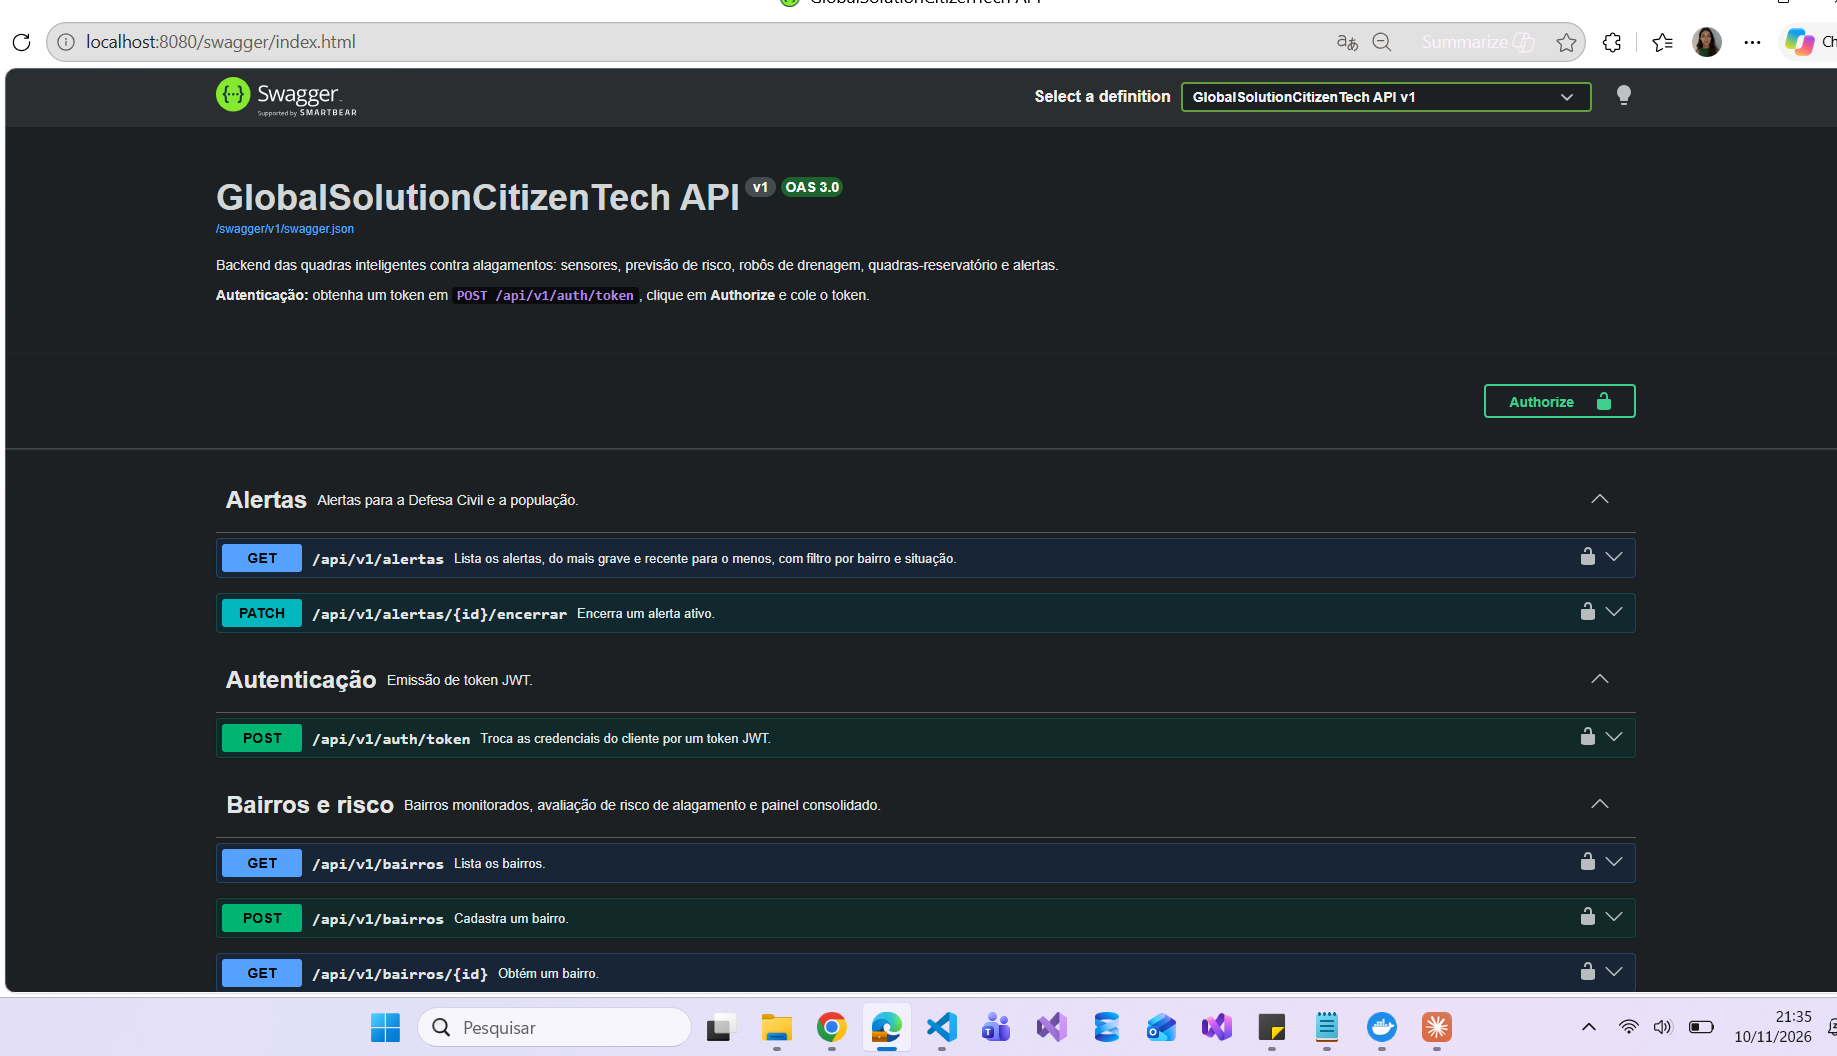 localhost:8080/swagger/index.html
Summarize
Swagger
Supported by SMARTBEAR
Select a definition
GlobalSolutionCitizenTech API v1
GlobalSolutionCitizenTech API v1 OAS 3.0
/swagger/v1/swagger.json
Backend das quadras inteligentes contra alagamentos: sensores, previsão de risco, robôs de drenagem, quadras-reservatório e alertas.
Autenticação: obtenha um token em POST /api/v1/auth/token , clique em Authorize e cole o token.
Authorize
Alertas Alertas para a Defesa Civil e a população.
GET /api/v1/alertas Lista os alertas, do mais grave e recente para o menos, com filtro por bairro e situação.
PATCH /api/v1/alertas/{id}/encerrar Encerra um alerta ativo.
Autenticação Emissão de token JWT.
POST /api/v1/auth/token Troca as credenciais do cliente por um token JWT.
Bairros e risco Bairros monitorados, avaliação de risco de alagamento e painel consolidado.
GET /api/v1/bairros Lista os bairros.
POST /api/v1/bairros Cadastra um bairro.
GET /api/v1/bairros/{id} Obtém um bairro.
Pesquisar
21:35
10/11/2026